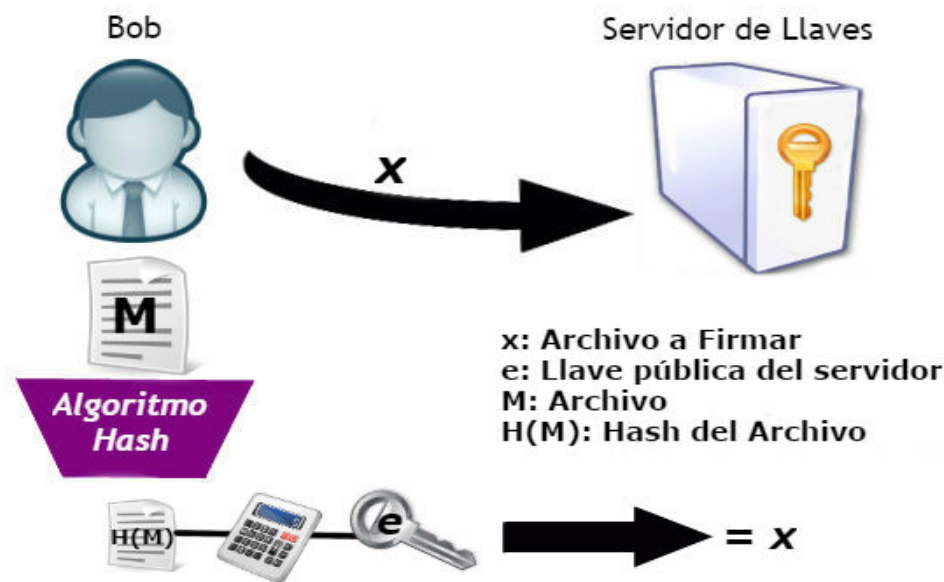 Bob
Servidor de Llaves
x
M
Algoritmo
Hash
x: Archivo a Firmar
e: Llave pública del servidor
M: Archivo
H(M): Hash del Archivo
H(M)
e
= x